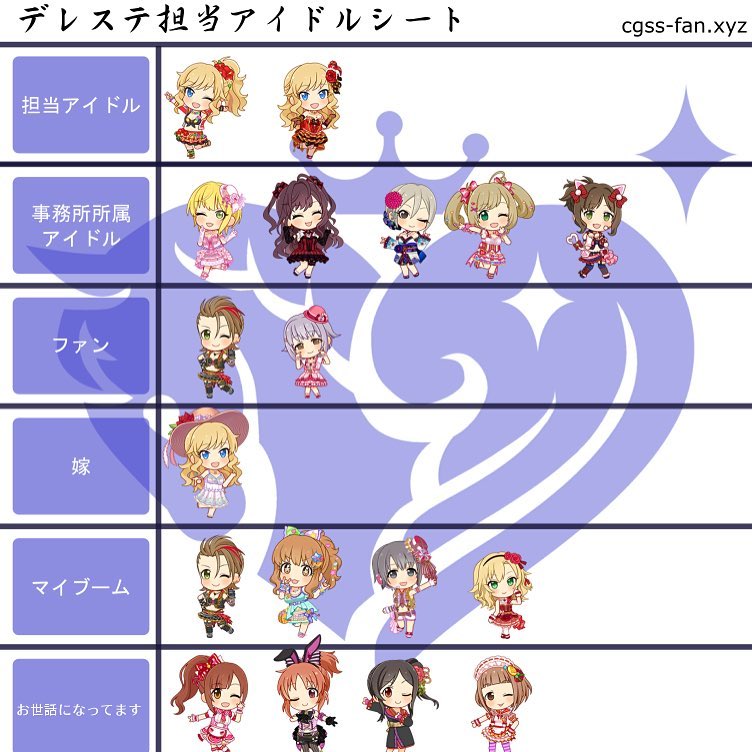 デレステ担当アイドルシート
cgss-fan.xyz
担当アイドル
事務所所属
アイドル
ファン
嫁
マイブーム
お世話になってます